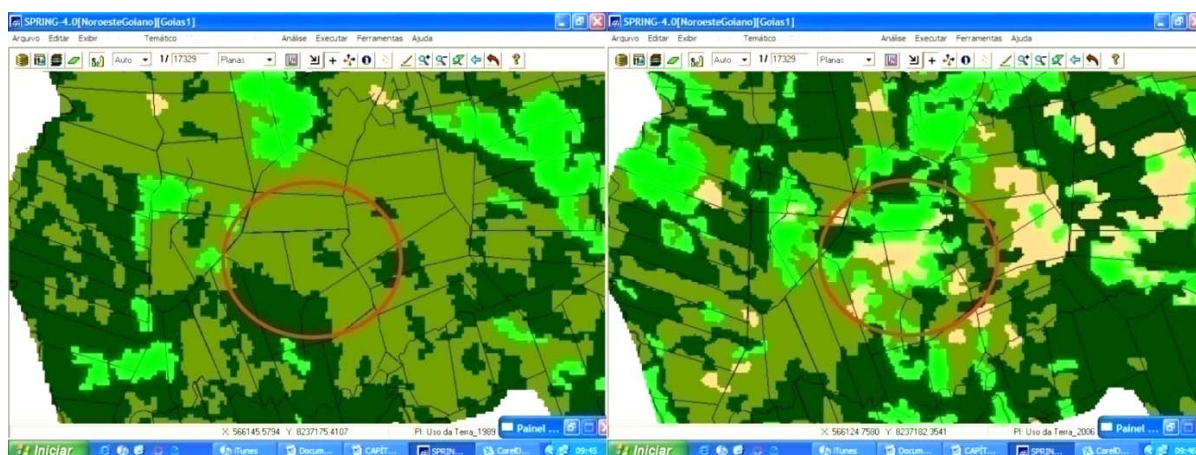 SPRING-4.0[NoroesteGoiano][Goias1]
Arquivo Editar Exibir Temático Análise Executar Ferramentas Ajuda
Auto 1/ 17329 Planas
X: 566145.5794 Y: 8237175.4107 PI: Uso da Terra_1989
Painel ...
Iniciar iTunes Docum... CAPÍT... SPRIN... CorelD... 09:45
SPRING-4.0[NoroesteGoiano][Goias1]
Arquivo Editar Exibir Temático Análise Executar Ferramentas Ajuda
Auto 1/ 17329 Planas
X: 566124.7580 Y: 8237182.3541 PI: Uso da Terra_2006
Painel ...
Iniciar iTunes Docum... CAPÍT... SPRIN... CorelD...